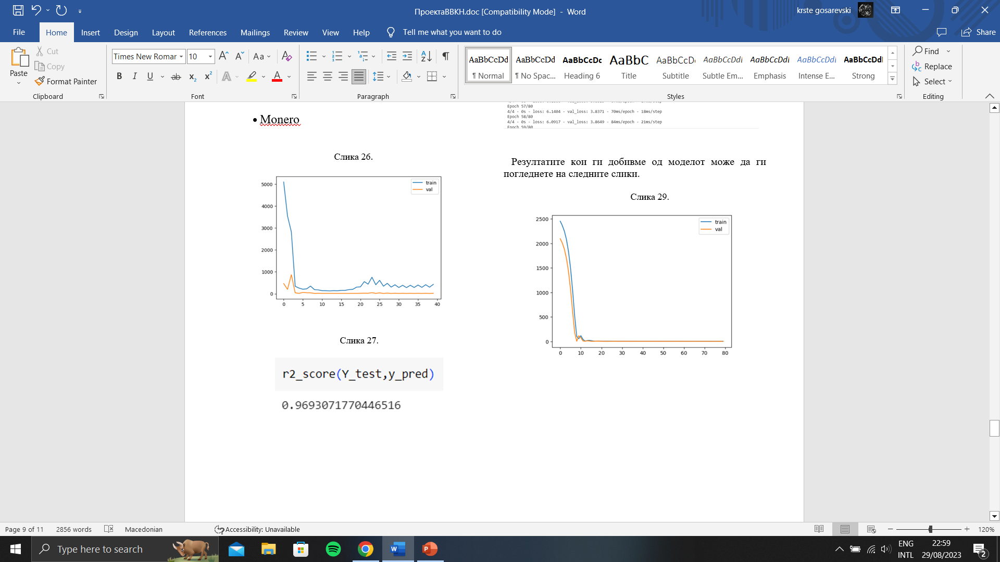 ПроектаВВКН.doc [Compatibility Mode] - Word
krste gosarevski
File
Home
Insert
Design
Layout
References
Mailings
Review
View
Help
Tell me what you want to do
Share
Paste
Cut
Copy
Format Painter
Clipboard
Times New Romar
10
Font
Paragraph
AaBbCcDd
¶ Normal
AaBbCcDd
¶ No Spac...
AaBbCcDc
Heading 6
AaBbC
Title
AaBbCcD
Subtitle
AaBbCcDd
Subtle Em...
AaBbCcDd
Emphasis
AaBbCcDd
Intense E...
AaBbCcDd
Strong
Styles
Find
Replace
Select
Editing
• Monero
Слика 26.
train
val
5000
4000
3000
2000
1000
0
0 5 10 15 20 25 30 35 40
Слика 27.
r2_score(Y_test,y_pred)
0.9693071770446516
Epoch 57/80
4/4 - 0s - loss: 6.1404 - val_loss: 3.8371 - 70ms/epoch - 18ms/step
Epoch 58/80
4/4 - 0s - loss: 6.0917 - val_loss: 3.8649 - 84ms/epoch - 21ms/step
Epoch 59/80
Резултатите кои ги добивме од моделот може да ги
погледнете на следните слики.
Слика 29.
train
val
2500
2000
1500
1000
500
0
0 10 20 30 40 50 60 70 80
Page 9 of 11
2856 words
Macedonian
Accessibility: Unavailable
120%
Type here to search
ENG
INTL
22:59
29/08/2023
2